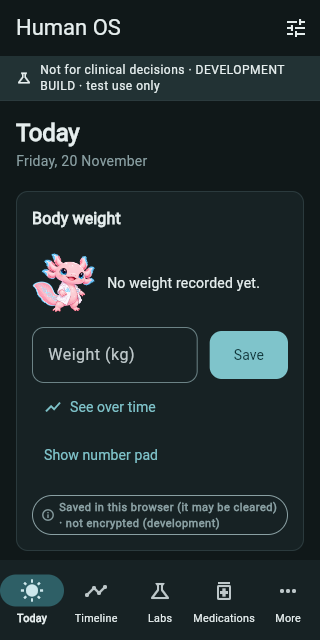 Human OS
Not for clinical decisions · DEVELOPMENT
BUILD · test use only
Today
Friday, 20 November
Body weight
No weight recorded yet.
Weight (kg)
Save
See over time
Show number pad
Saved in this browser (it may be cleared)
· not encrypted (development)
Today
Timeline
Labs
Medications
More